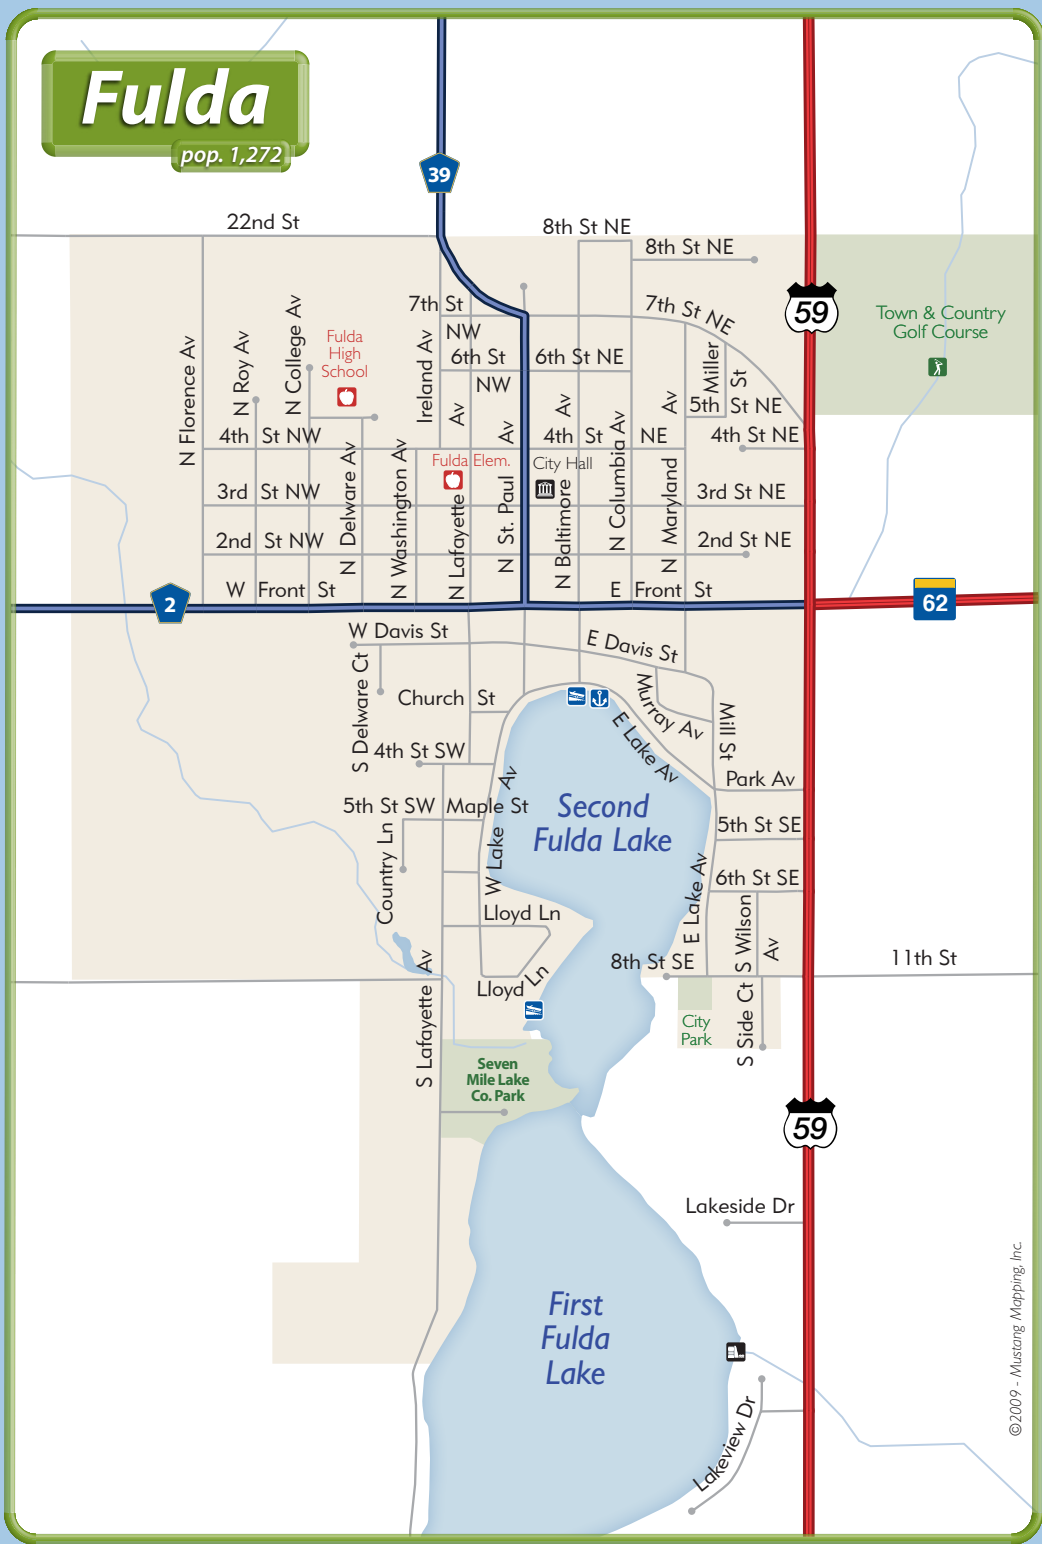 Fulda
pop. 1,272
39
22nd St
8th St NE
8th St NE
7th St
NW
7th St NE
59
Town & Country
Golf Course
Fulda
High
School
N Florence Av
N Roy Av
N College Av
Ireland Av
6th St
NW
6th St NE
Miller
St
5th St NE
4th St NW
4th St NE
4th St NE
Fulda Elem.
City Hall
N Delaware Av
N Washington Av
N Lafayette Av
N St. Paul Av
N Baltimore Av
N Columbia Av
N Maryland Av
3rd St NW
3rd St NE
2nd St NW
2nd St NE
W Front St
E Front St
2
62
W Davis St
E Davis St
S Delware Ct
Church St
Murray Av
Mill St
E Lake Av
4th St SW
Park Av
5th St SW
Maple St
Second
Fulda Lake
5th St SE
Country Ln
W Lake Av
E Lake Av
6th St SE
Lloyd Ln
S Wilson Av
8th St SE
11th St
Lloyd Ln
S Lafayette Av
City
Park
S Side Ct
Seven
Mile Lake
Co. Park
59
Lakeside Dr
First
Fulda
Lake
Lakeview Dr
©2009 - Mustang Mapping, Inc.